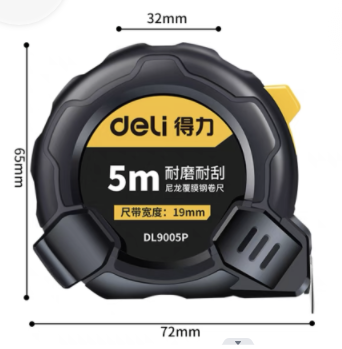 32mm
65mm
deli 得力
5m 耐磨耐刮
尼龙覆膜钢卷尺
尺带宽度：19mm
DL9005P
72mm